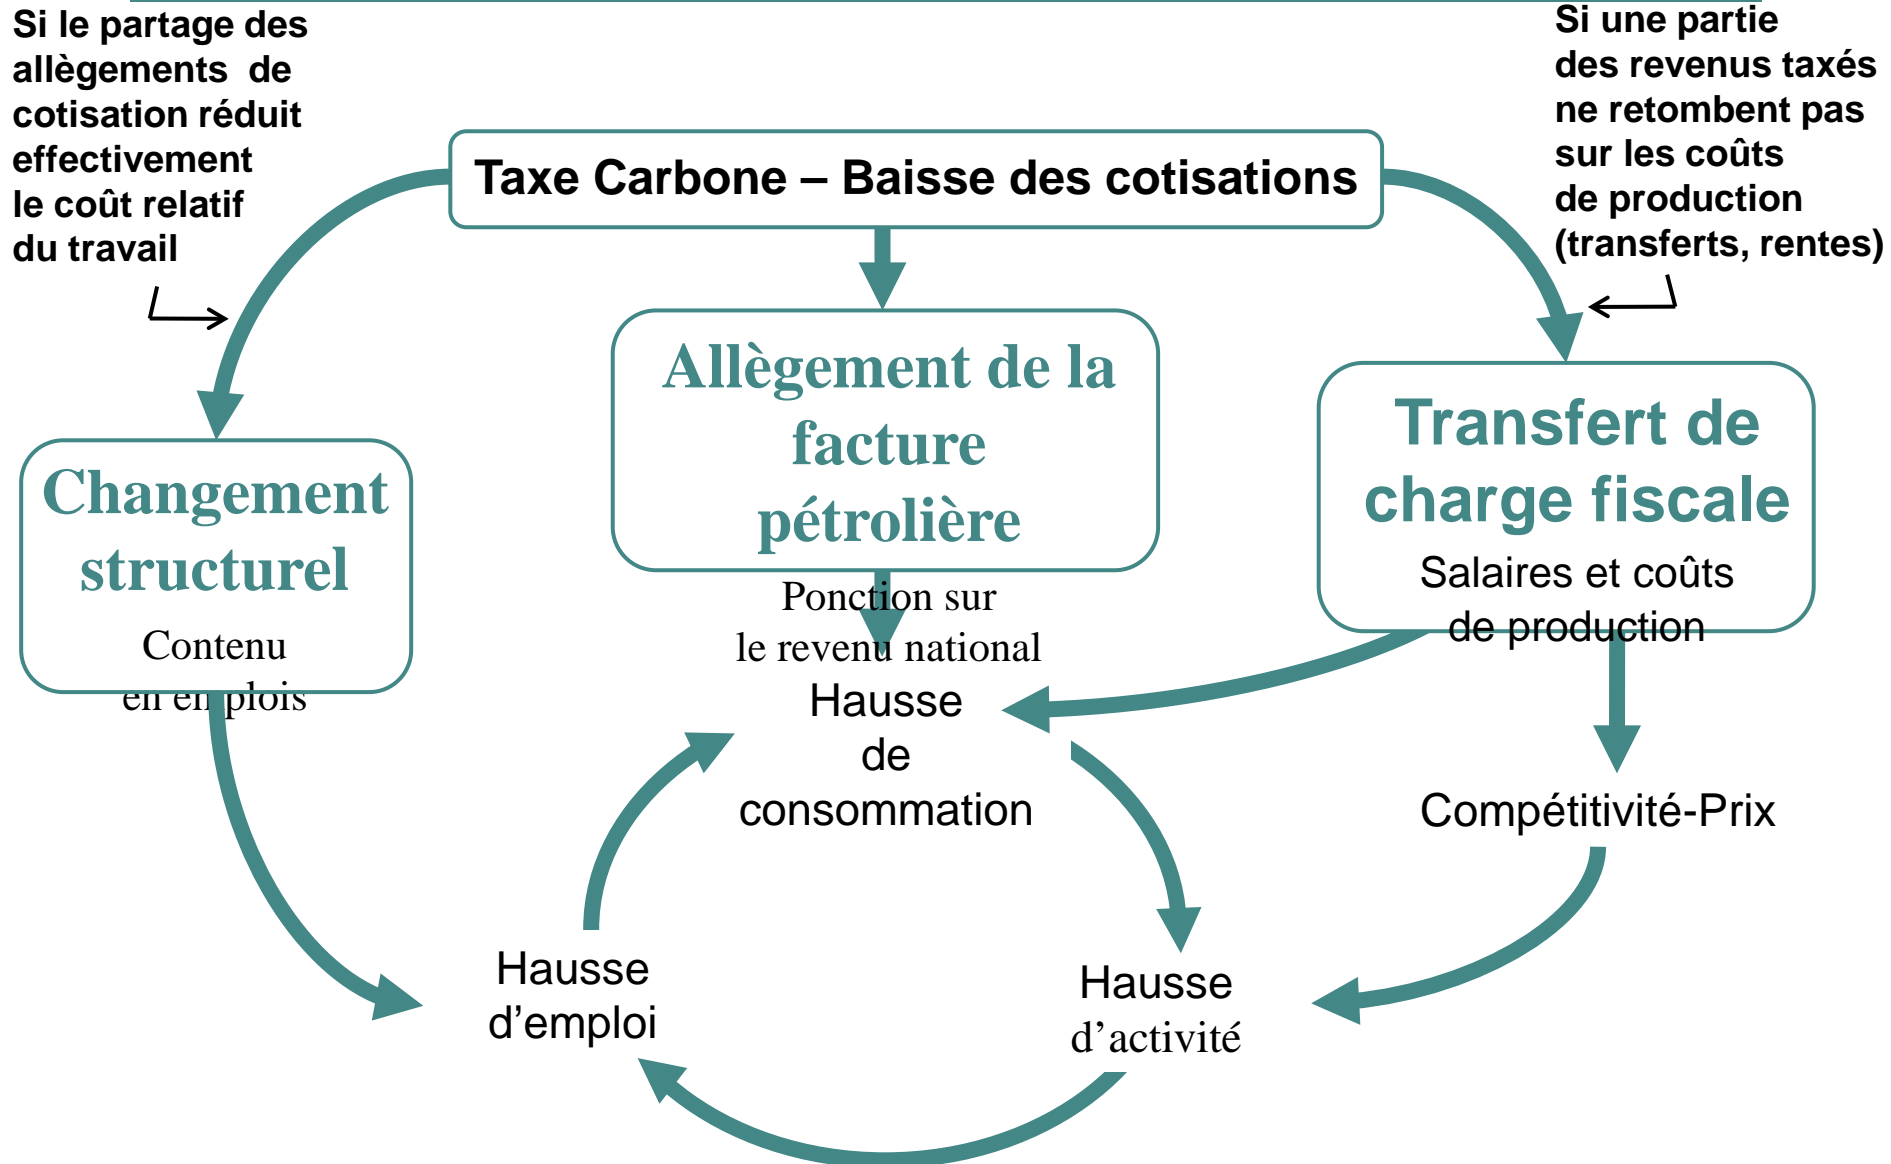 Si le partage des
allègements de
cotisation réduit
effectivement
le coût relatif
du travail
Si une partie
des revenus taxés
ne retombent pas
sur les coûts
de production
(transferts, rentes)
Taxe Carbone – Baisse des cotisations
Changement
structurel
Contenu
en emplois
Allègement de la
facture
pétrolière
Ponction sur
le revenu national
Transfert de
charge fiscale
Salaires et coûts
de production
Hausse
de
consommation
Compétitivité-Prix
Hausse
d’emploi
Hausse
d’activité